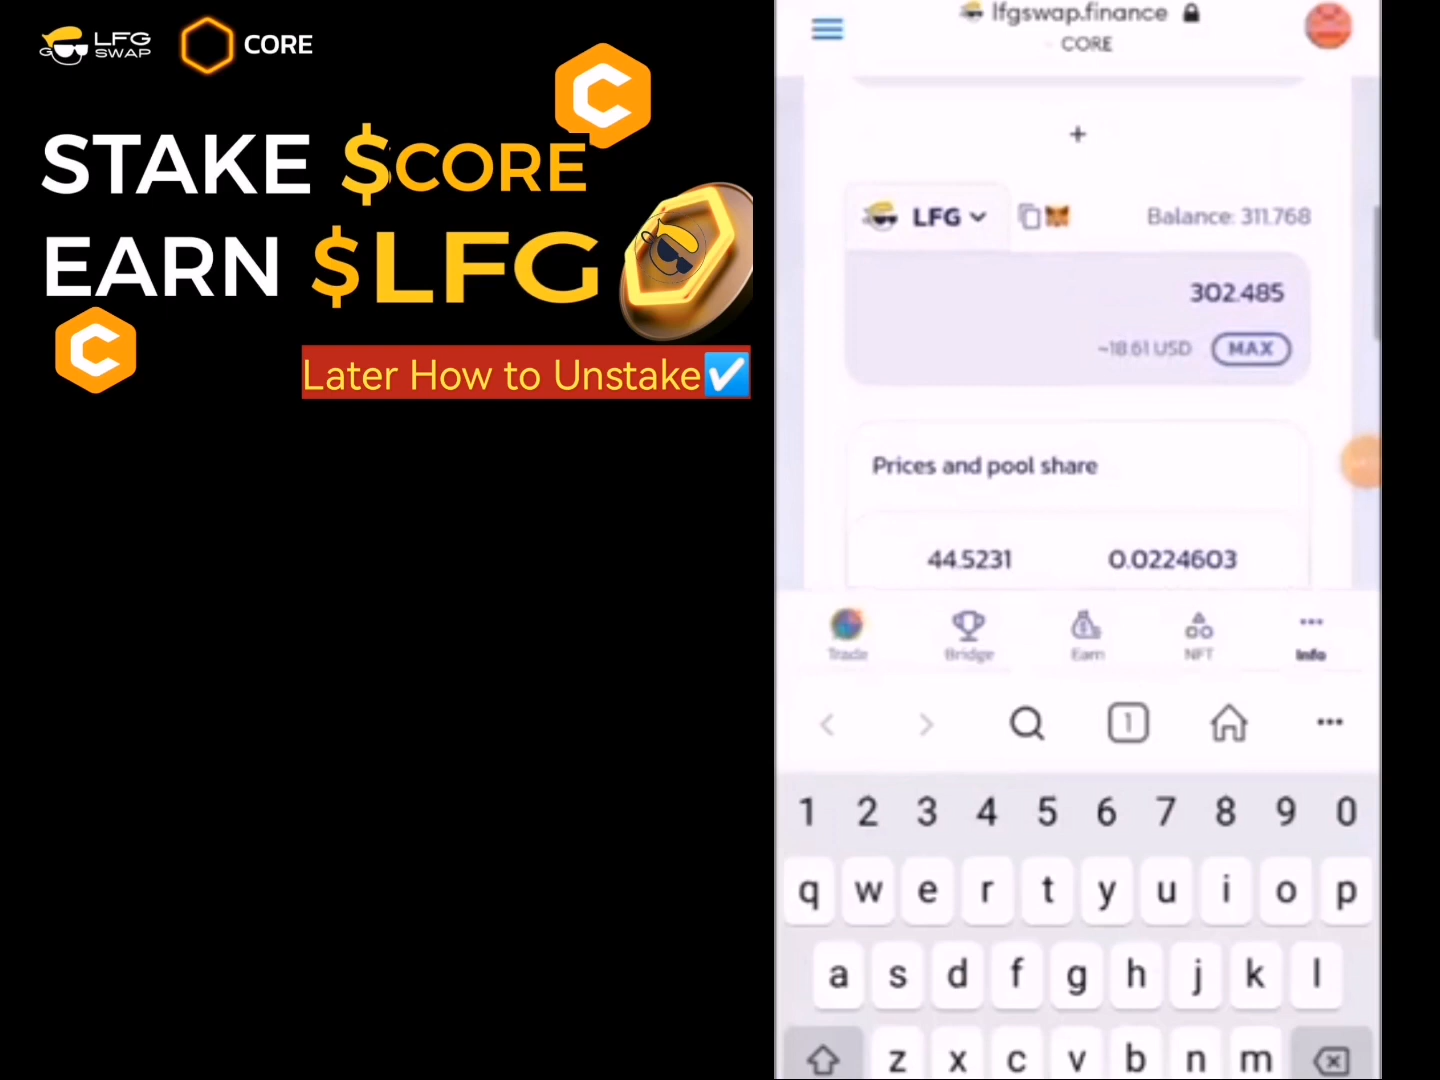 LFG
SWAP
CORE
STAKE $CORE
EARN $LFG
Later How to Unstake
lfgswap.finance
CORE
+
LFG
Balance: 311.768
302.485
~18.61 USD
MAX
Prices and pool share
44.5231 0.0224603
Trade Bridge Earn NFT Info
1
1 2 3 4 5 6 7 8 9 0
q w e r t y u i o p
a s d f g h j k l
z x c v b n m